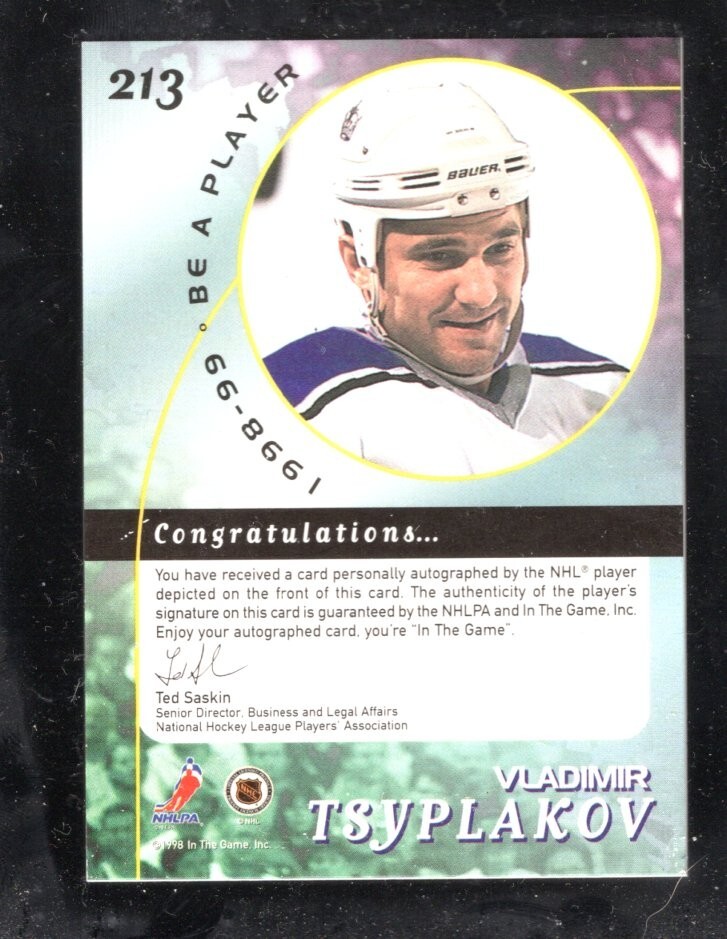 213
1998-99 • BE A PLAYER
BAUER.
Congratulations...
You have received a card personally autographed by the NHL® player
depicted on the front of this card. The authenticity of the player's
signature on this card is guaranteed by the NHLPA and In The Game, Inc.
Enjoy your autographed card, you're "In The Game".
Ted Saskin
Senior Director, Business and Legal Affairs
National Hockey League Players' Association
NHLPA
NHL
© NHL
©1998 In The Game, Inc.
VLADIMIR
TSYPLAKOV